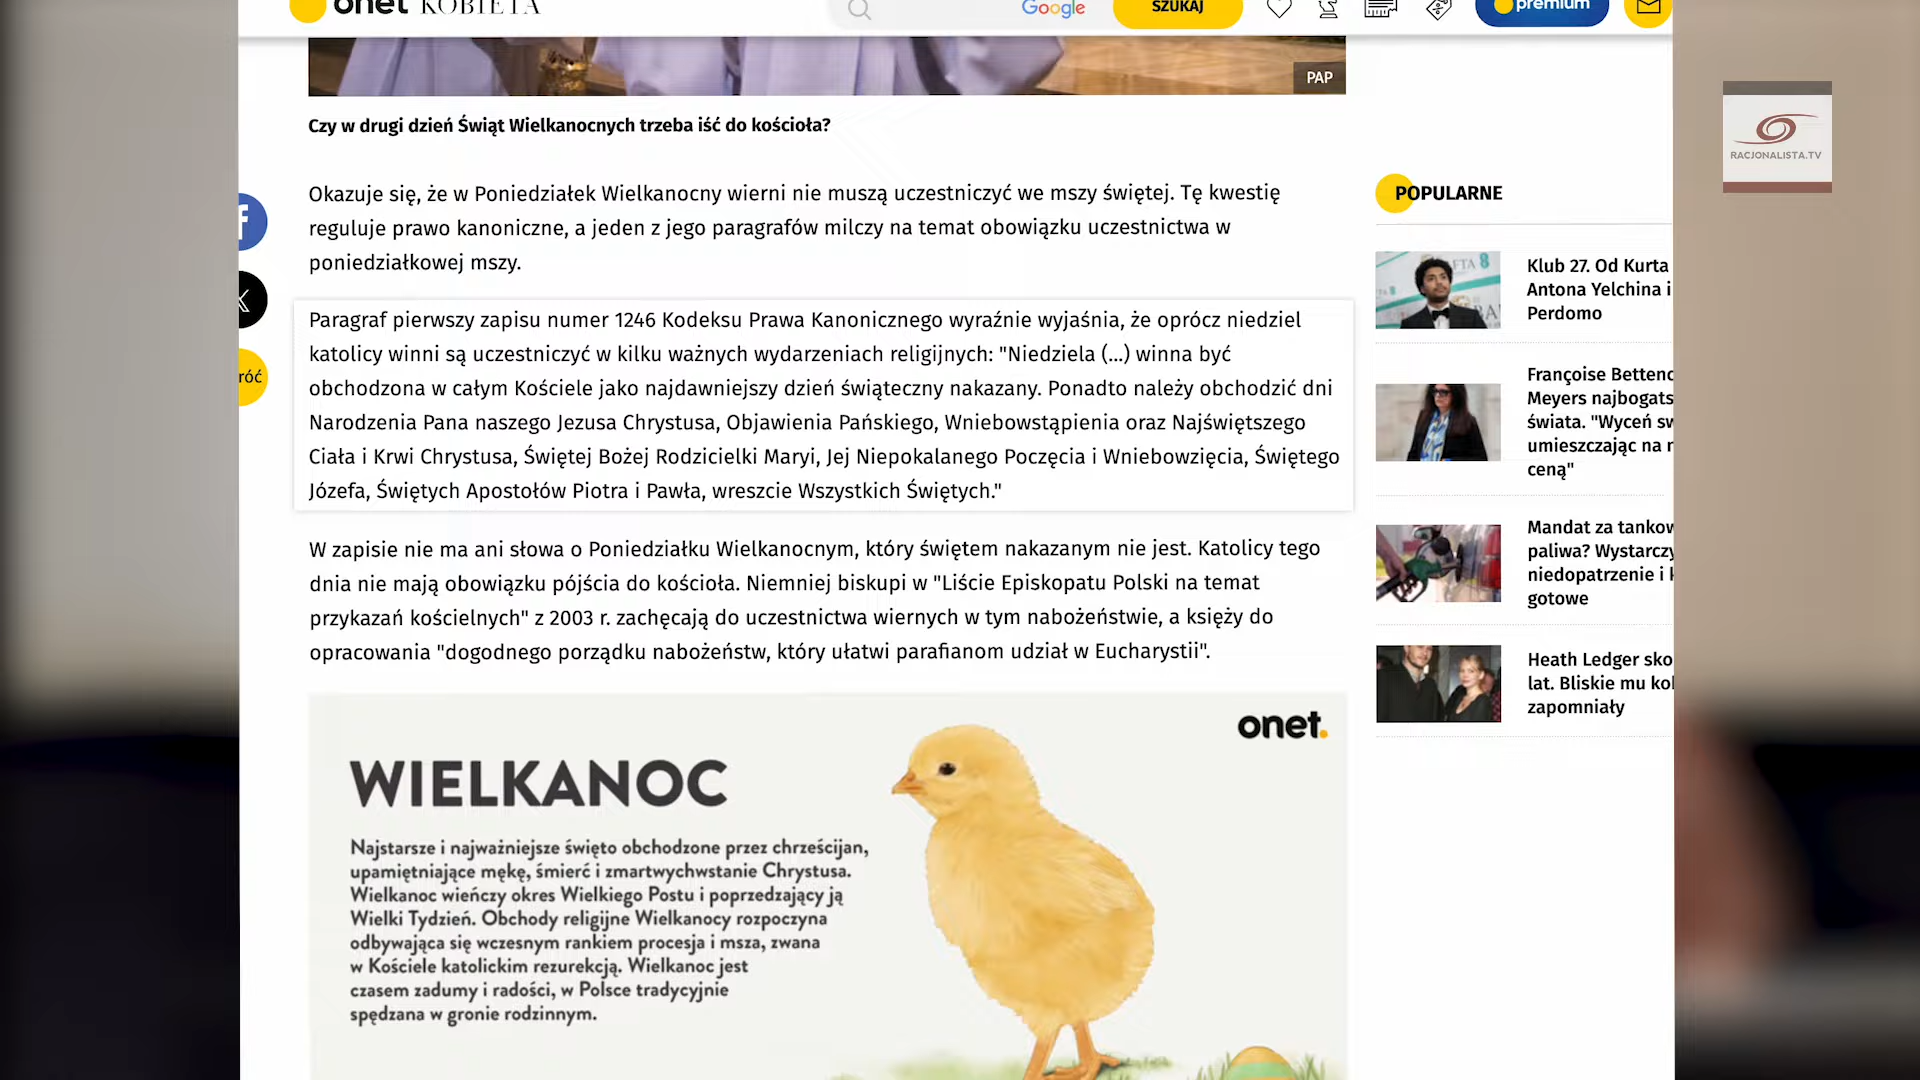 onet KOBIETA
Google
SZUKAJ
premium
PAP
RACJONALISTA.TV
Czy w drugi dzień Świąt Wielkanocnych trzeba iść do kościoła?
Okazuje się, że w Poniedziałek Wielkanocny wierni nie muszą uczestniczyć we mszy świętej. Tę kwestię
reguluje prawo kanoniczne, a jeden z jego paragrafów milczy na temat obowiązku uczestnictwa w
poniedziałkowej mszy.
róć
Paragraf pierwszy zapisu numer 1246 Kodeksu Prawa Kanonicznego wyraźnie wyjaśnia, że oprócz niedziel
katolicy winni są uczestniczyć w kilku ważnych wydarzeniach religijnych: "Niedziela (...) winna być
obchodzona w całym Kościele jako najdawniejszy dzień świąteczny nakazany. Ponadto należy obchodzić dni
Narodzenia Pana naszego Jezusa Chrystusa, Objawienia Pańskiego, Wniebowstąpienia oraz Najświętszego
Ciała i Krwi Chrystusa, Świętej Bożej Rodzicielki Maryi, Jej Niepokalanego Poczęcia i Wniebowzięcia, Świętego
Józefa, Świętych Apostołów Piotra i Pawła, wreszcie Wszystkich Świętych."
W zapisie nie ma ani słowa o Poniedziałku Wielkanocnym, który świętem nakazanym nie jest. Katolicy tego
dnia nie mają obowiązku pójścia do kościoła. Niemniej biskupi w "Liście Episkopatu Polski na temat
przykazań kościelnych" z 2003 r. zachęcają do uczestnictwa wiernych w tym nabożeństwie, a księży do
opracowania "dogodnego porządku nabożeństw, który ułatwi parafianom udział w Eucharystii".
onet.
WIELKANOC
Najstarsze i najważniejsze święto obchodzone przez chrześcijan,
upamiętniające mękę, śmierć i zmartwychwstanie Chrystusa.
Wielkanoc wieńczy okres Wielkiego Postu i poprzedzający ją
Wielki Tydzień. Obchody religijne Wielkanocy rozpoczyna
odbywająca się wczesnym rankiem procesja i msza, zwana
w Kościele katolickim rezurekcją. Wielkanoc jest
czasem zadumy i radości, w Polsce tradycyjnie
spędzana w gronie rodzinnym.
POPULARNE
Klub 27. Od Kurta
Antona Yelchina i
Perdomo
Françoise Bettenc
Meyers najbogats
świata. "Wyceń sw
umieszczając na r
ceną"
Mandat za tankow
paliwa? Wystarczy
niedopatrzenie i k
gotowe
Heath Ledger sko
lat. Bliskie mu kol
zapomniały